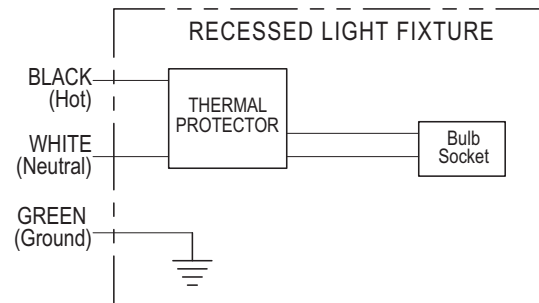 RECESSED LIGHT FIXTURE
BLACK
(Hot)
THERMAL
PROTECTOR
WHITE
(Neutral)
Bulb
Socket
GREEN
(Ground)